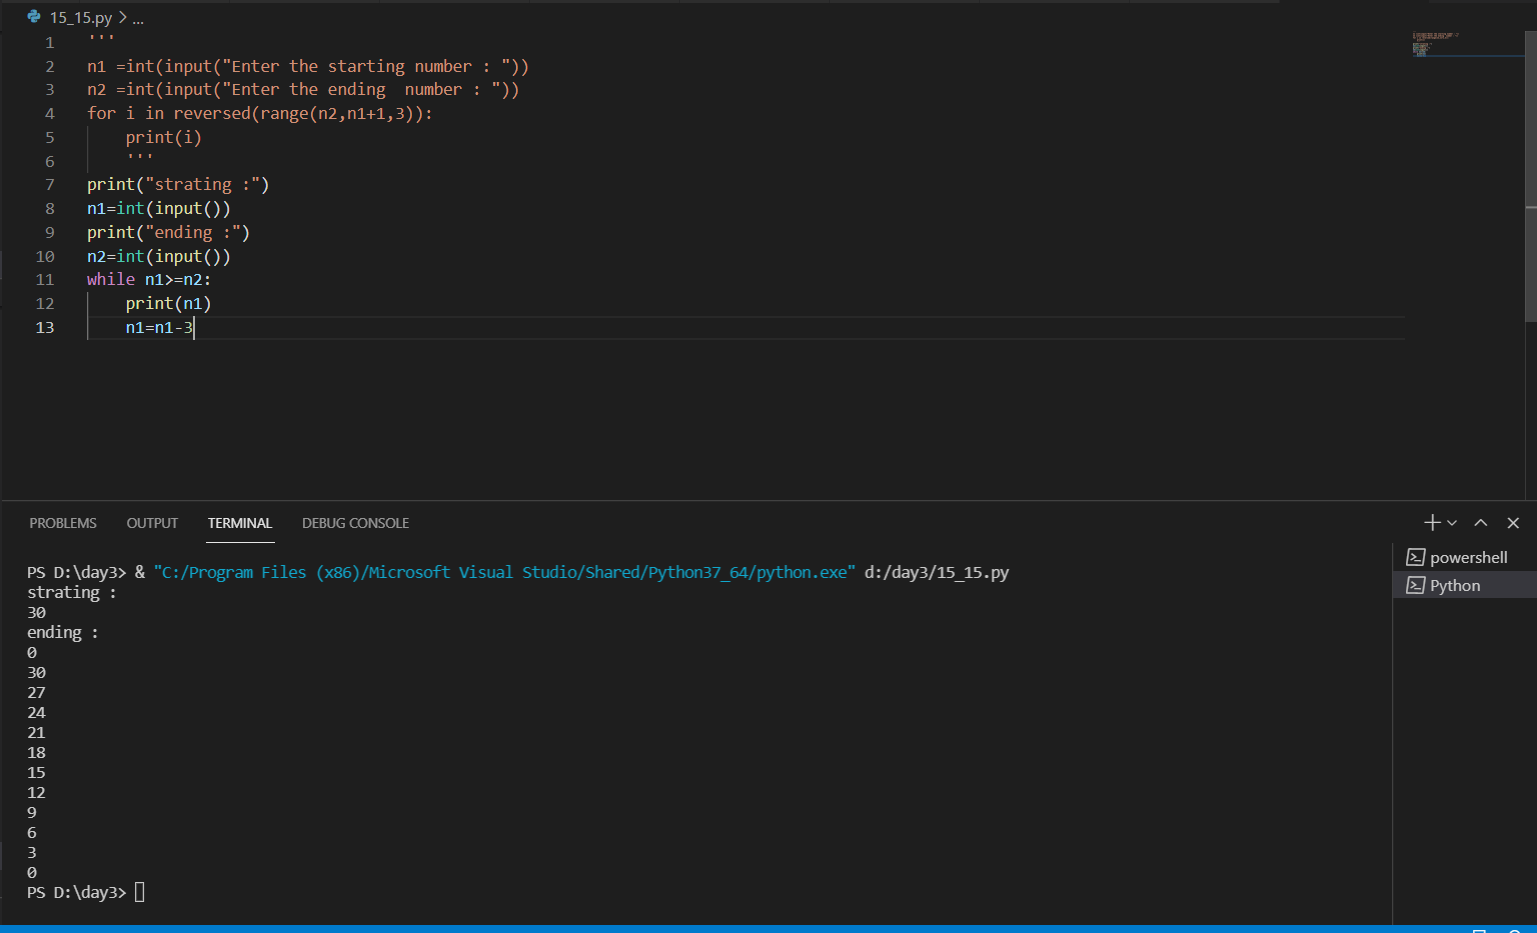 15_15.py > ...
1 '''
2 n1 =int(input("Enter the starting number : "))
3 n2 =int(input("Enter the ending  number : "))
4 for i in reversed(range(n2,n1+1,3)):
5     print(i)
6     '''
7 print("strating :")
8 n1=int(input())
9 print("ending :")
10 n2=int(input())
11 while n1>=n2:
12     print(n1)
13     n1=n1-3
PROBLEMS OUTPUT TERMINAL DEBUG CONSOLE
powershell
Python
PS D:\day3> & "C:/Program Files (x86)/Microsoft Visual Studio/Shared/Python37_64/python.exe" d:/day3/15_15.py
strating :
30
ending :
0
30
27
24
21
18
15
12
9
6
3
0
PS D:\day3>